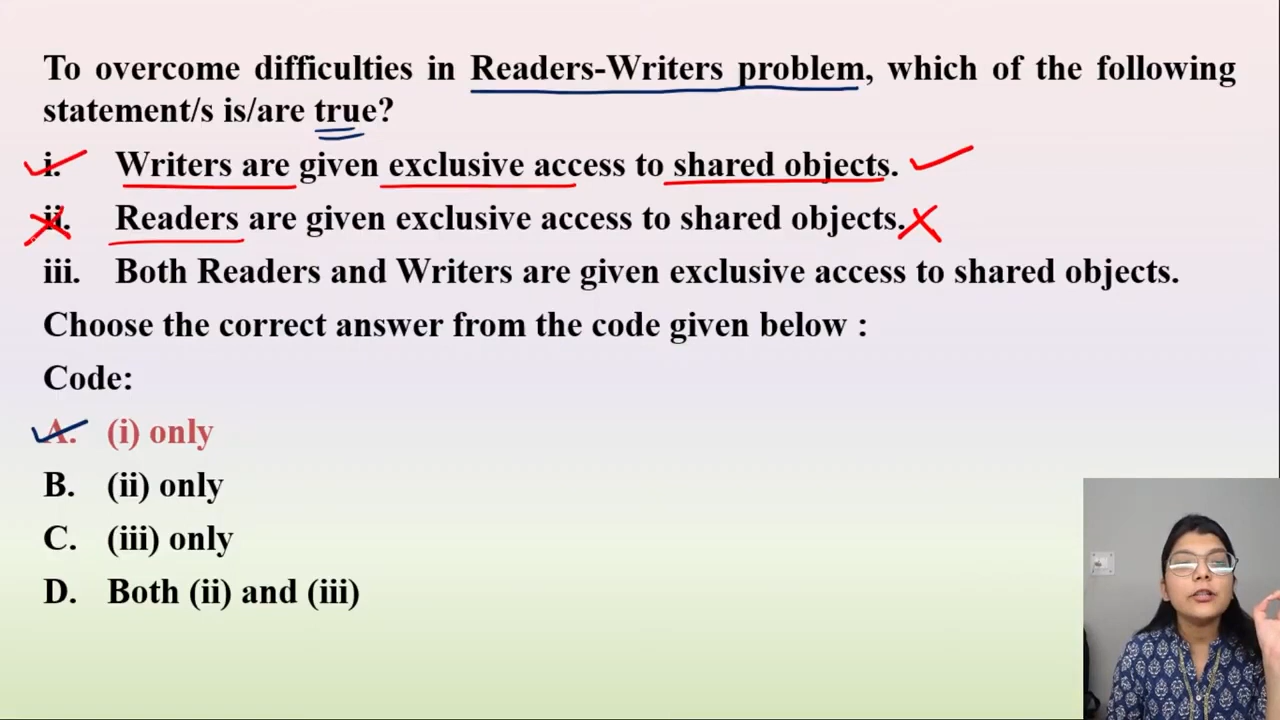 To overcome difficulties in Readers-Writers problem, which of the following
statement/s is/are true?
i. Writers are given exclusive access to shared objects.
ii. Readers are given exclusive access to shared objects.
iii. Both Readers and Writers are given exclusive access to shared objects.
Choose the correct answer from the code given below :
Code:
A. (i) only
B. (ii) only
C. (iii) only
D. Both (ii) and (iii)